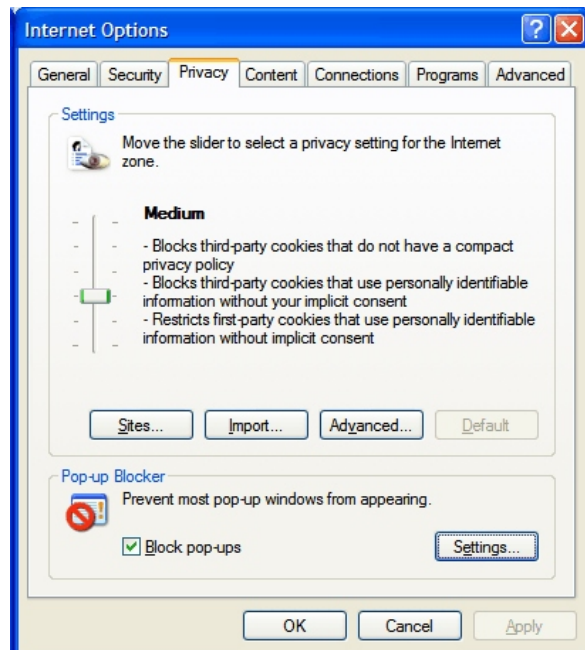 Internet Options
General Security Privacy Content Connections Programs Advanced
Settings
Move the slider to select a privacy setting for the Internet
zone.
Medium
- Blocks third-party cookies that do not have a compact
privacy policy
- Blocks third-party cookies that use personally identifiable
information without your implicit consent
- Restricts first-party cookies that use personally identifiable
information without implicit consent
Sites... Import... Advanced... Default
Pop-up Blocker
Prevent most pop-up windows from appearing.
Block pop-ups Settings...
OK Cancel Apply